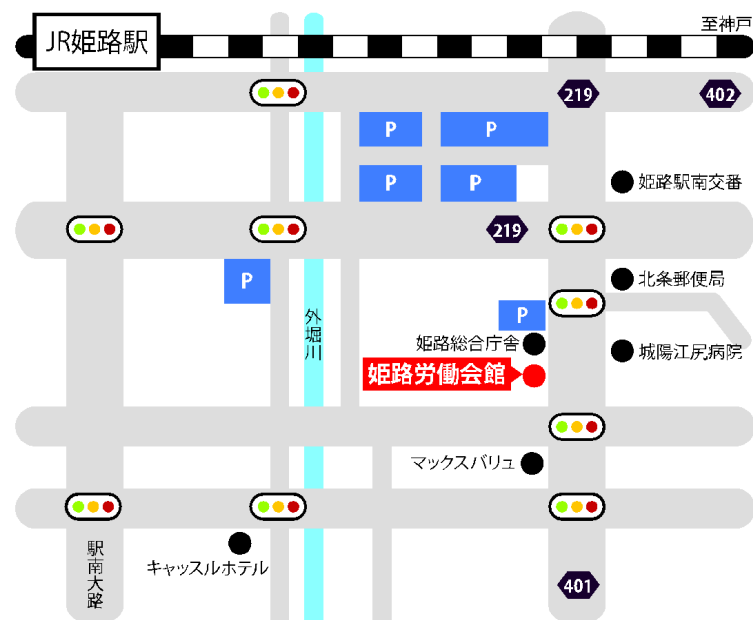 至神戸
JR姫路駅
219
402
P
P
P
P
姫路駅南交番
219
P
北条郵便局
外堀川
P
姫路総合庁舎
城陽江尻病院
姫路労働会館
マックスバリュ
駅南大路
キャッスルホテル
401